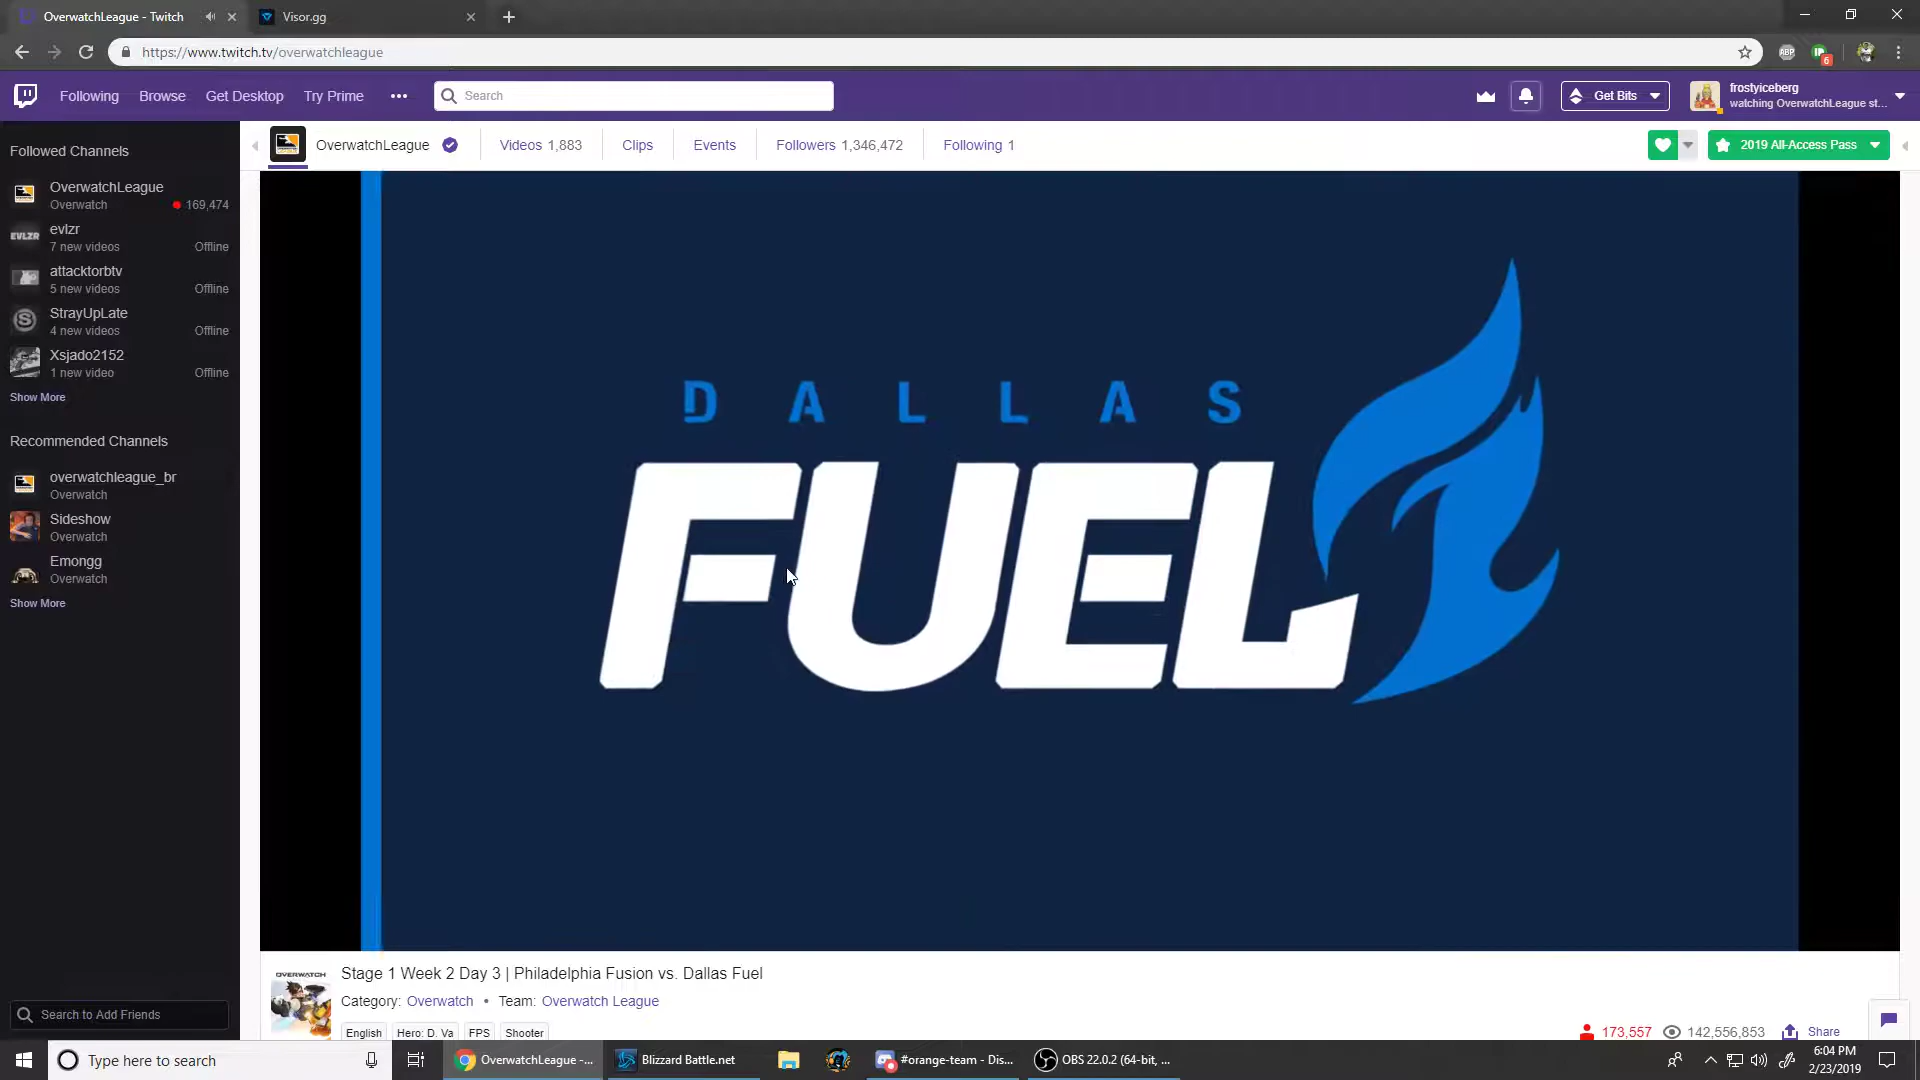 OverwatchLeague - Twitch
Visor.gg
https://www.twitch.tv/overwatchleague
ABP
6
Following
Browse
Get Desktop
Try Prime
Search
Get Bits
frostyiceberg
watching OverwatchLeague st...
Followed Channels
OverwatchLeague
Overwatch
169,474
EVLZR
evlzr
7 new videos
Offline
attacktorbtv
5 new videos
Offline
StrayUpLate
4 new videos
Offline
Xsjado2152
1 new video
Offline
Show More
Recommended Channels
overwatchleague_br
Overwatch
Sideshow
Overwatch
Emongg
Overwatch
Show More
Search to Add Friends
OverwatchLeague
Videos 1,883
Clips
Events
Followers 1,346,472
Following 1
2019 All-Access Pass
DALLAS
FUEL
OVERWATCH
Stage 1 Week 2 Day 3 | Philadelphia Fusion vs. Dallas Fuel
Category: Overwatch • Team: Overwatch League
English
Hero: D. Va
FPS
Shooter
173,557
142,556,853
Share
Type here to search
OverwatchLeague -...
Blizzard Battle.net
#orange-team - Dis...
OBS 22.0.2 (64-bit, ...
6:04 PM
2/23/2019